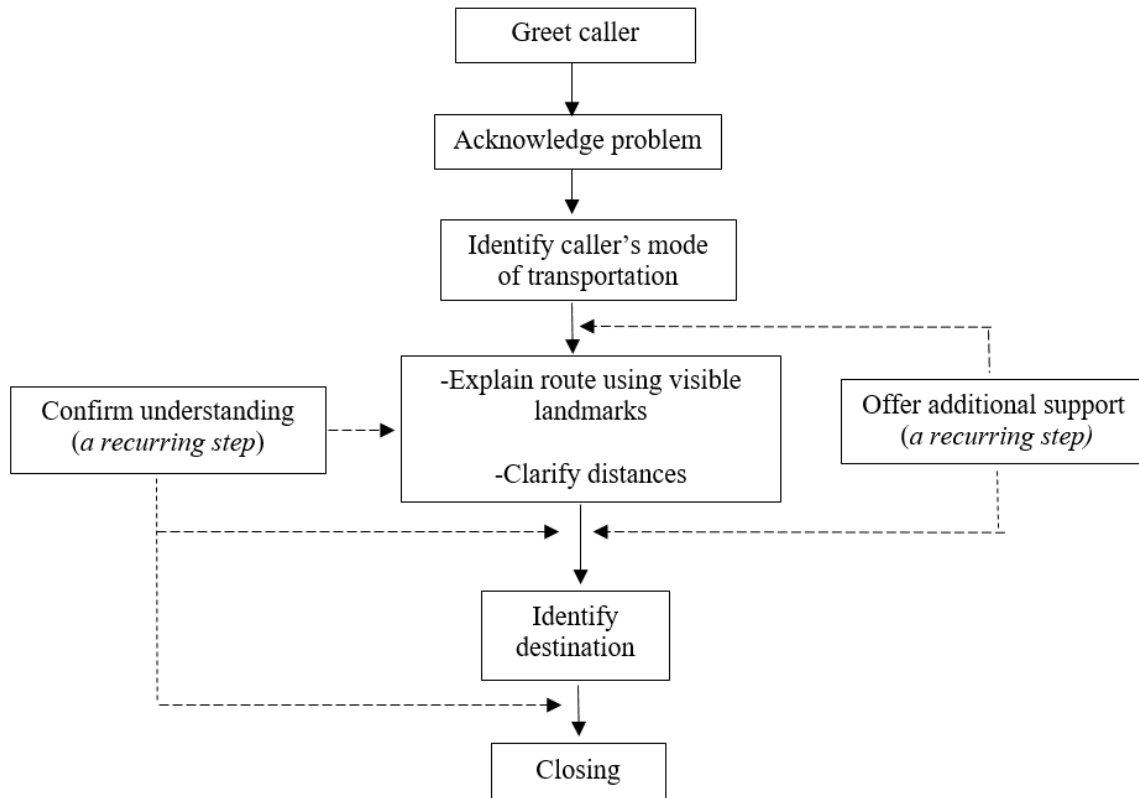 Greet caller
Acknowledge problem
Identify caller’s mode
of transportation
-Explain route using visible
landmarks
-Clarify distances
Confirm understanding
(a recurring step)
Offer additional support
(a recurring step)
Identify
destination
Closing